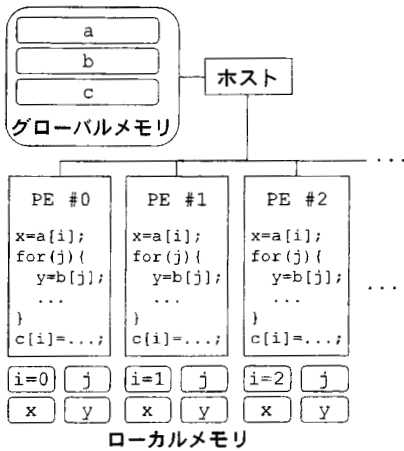 a
b
c
グローバルメモリ
ホスト
PE #0
x=a[i];
for(j){
y=b[j];
...
}
c[i]=...;
PE #1
x=a[i];
for(j){
y=b[j];
...
}
c[i]=...;
PE #2
x=a[i];
for(j){
y=b[j];
...
}
c[i]=...;
...
...
i=0 j
x y
i=1 j
x y
i=2 j
x y
ローカルメモリ